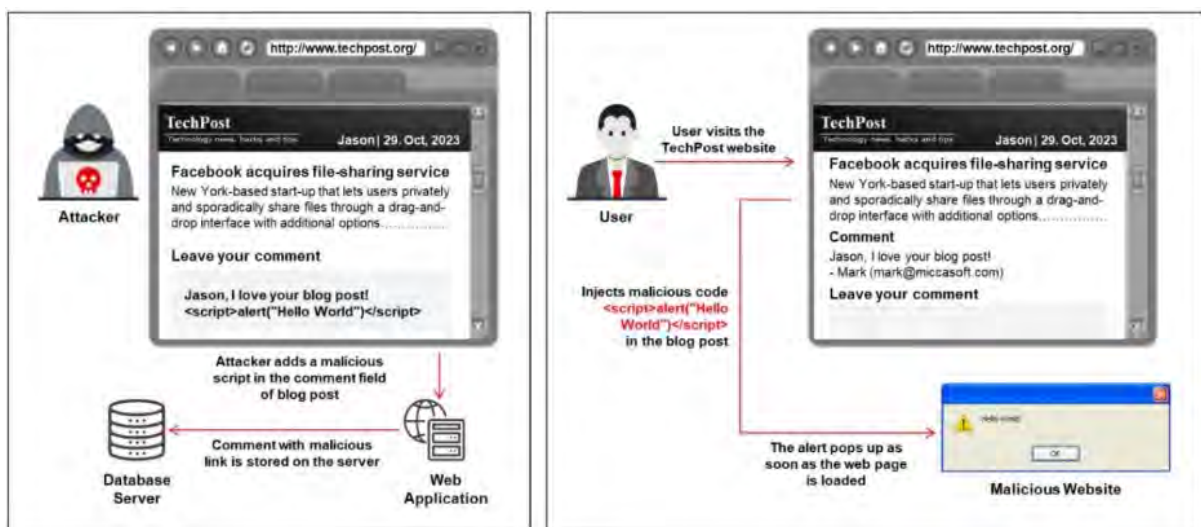 http://www.techpost.org/
TechPost
Technology news, hacks and tips
Jason | 29. Oct, 2023
Facebook acquires file-sharing service
New York-based start-up that lets users privately
and sporadically share files through a drag-and-
drop interface with additional options................
Leave your comment
Jason, I love your blog post!
<script>alert("Hello World")</script>
Attacker
Attacker adds a malicious
script in the comment field
of blog post
Comment with malicious
link is stored on the server
Database
Server
Web
Application
http://www.techpost.org/
TechPost
Technology news, hacks and tips
Jason | 29. Oct, 2023
User visits the
TechPost website
User
Facebook acquires file-sharing service
New York-based start-up that lets users privately
and sporadically share files through a drag-and-
drop interface with additional options................
Comment
Jason, I love your blog post!
- Mark (mark@miccasoft.com)
Leave your comment
Injects malicious code
<script>alert("Hello
World")</script>
in the blog post
The alert pops up as
soon as the web page
is loaded
Hello World
OK
Malicious Website